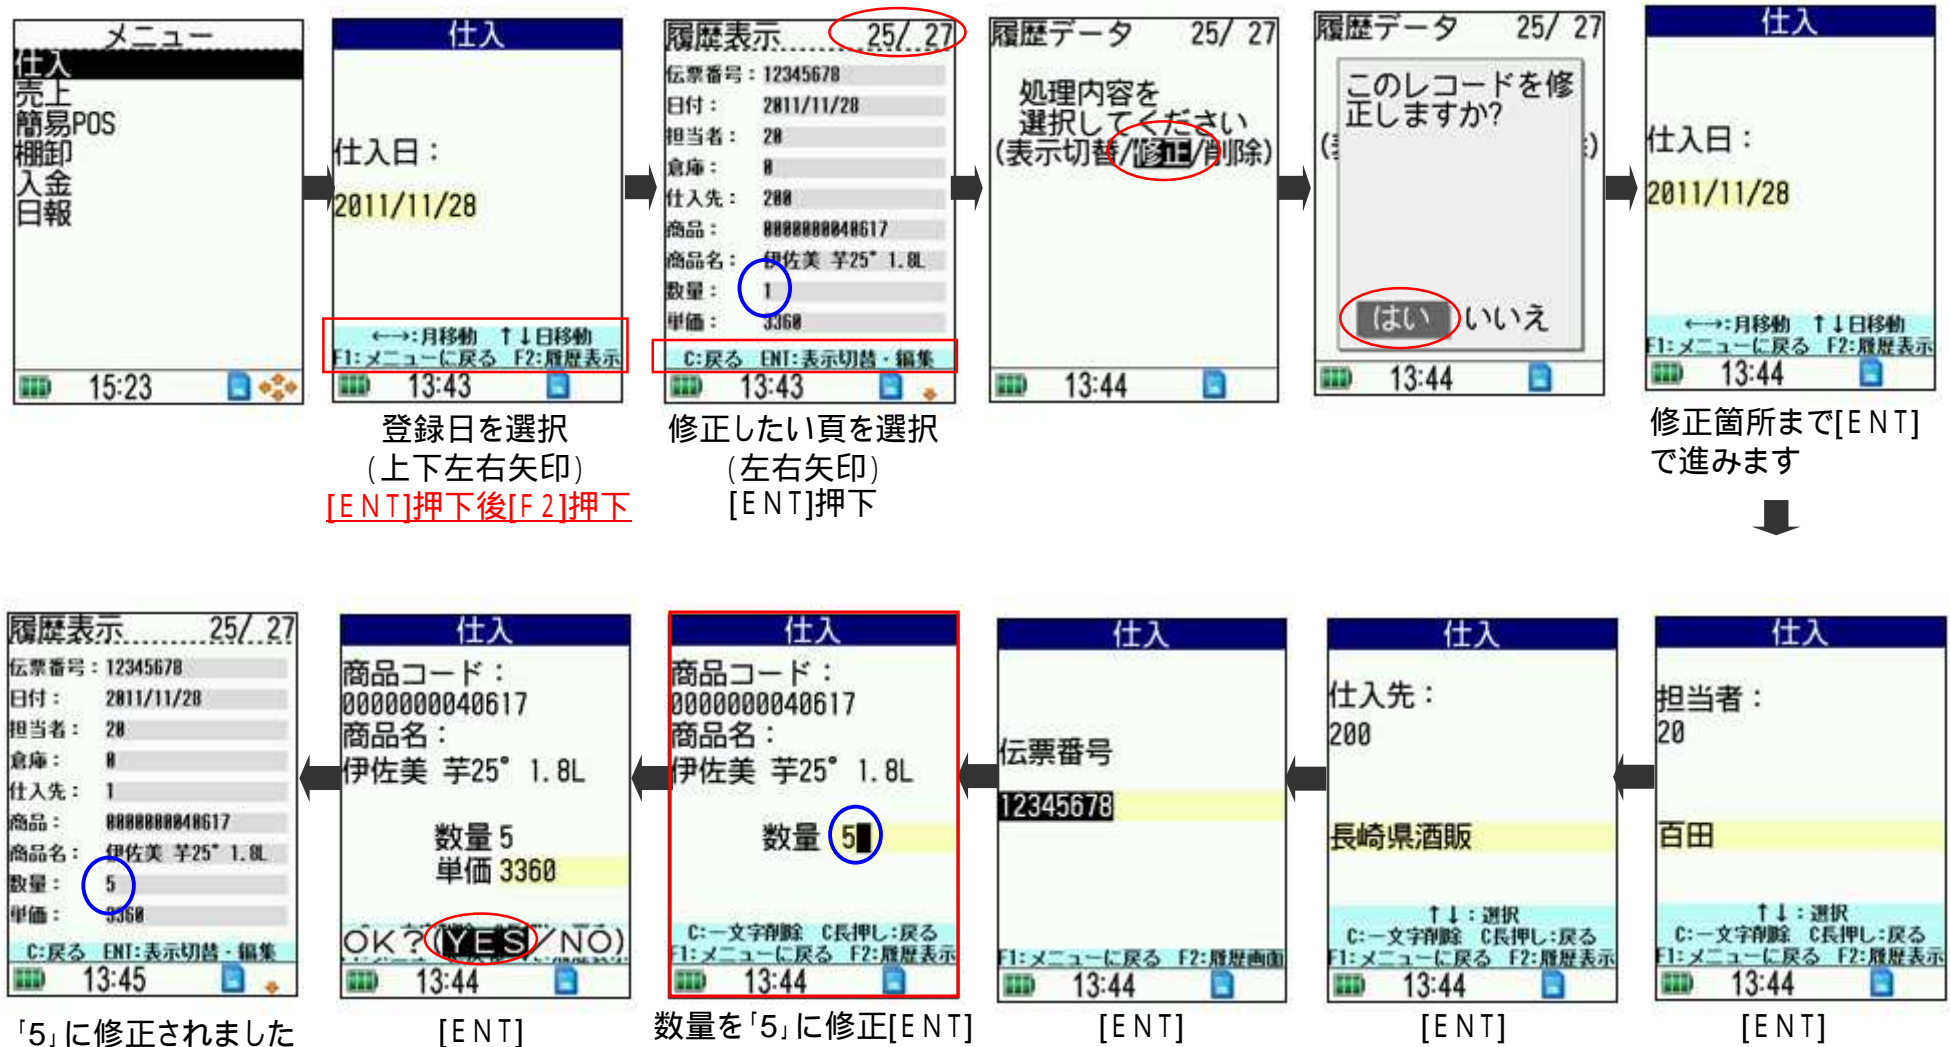 メニュー
仕入
売上
簡易POS
棚卸
入金
日報
15:23
仕入
仕入日：
2011/11/28
←→:月移動 ↑↓日移動
F1:メニューに戻る F2:履歴表示
13:43
登録日を選択
（上下左右矢印）
[ENT]押下後[F2]押下
履歴表示 25/ 27
伝票番号：12345678
日付： 2011/11/28
担当者： 20
倉庫： 0
仕入先： 200
商品： 0000000040617
商品名： 伊佐美 芋25° 1.8L
数量： 1
単価： 3360
C:戻る ENT:表示切替・編集
13:43
修正したい頁を選択
（左右矢印）
[ENT]押下
履歴データ 25/ 27
処理内容を
選択してください
(表示切替/修正/削除)
13:44
履歴データ 25/ 27
このレコードを修
正しますか?
はい いいえ
13:44
仕入
仕入日：
2011/11/28
←→:月移動 ↑↓日移動
F1:メニューに戻る F2:履歴表示
13:44
修正箇所まで[ENT]
で進みます
仕入
担当者：
20
百田
↑↓：選択
C:一文字削除 C長押し:戻る
F1:メニューに戻る F2:履歴表示
13:44
[ENT]
仕入
仕入先：
200
長崎県酒販
↑↓：選択
C:一文字削除 C長押し:戻る
F1:メニューに戻る F2:履歴表示
13:44
[ENT]
仕入
伝票番号
12345678
F1:メニューに戻る F2:履歴画面
13:44
[ENT]
仕入
商品コード：
0000000040617
商品名：
伊佐美 芋25° 1.8L
数量 5
C:一文字削除 C長押し:戻る
F1:メニューに戻る F2:履歴表示
13:44
数量を「5」に修正[ENT]
仕入
商品コード：
0000000040617
商品名：
伊佐美 芋25° 1.8L
数量 5
単価 3360
OK？(YES/NO)
13:44
[ENT]
履歴表示 25/ 27
伝票番号：12345678
日付： 2011/11/28
担当者： 20
倉庫： 0
仕入先： 1
商品： 0000000040617
商品名： 伊佐美 芋25° 1.8L
数量： 5
単価： 3360
C:戻る ENT:表示切替・編集
13:45
「5」に修正されました